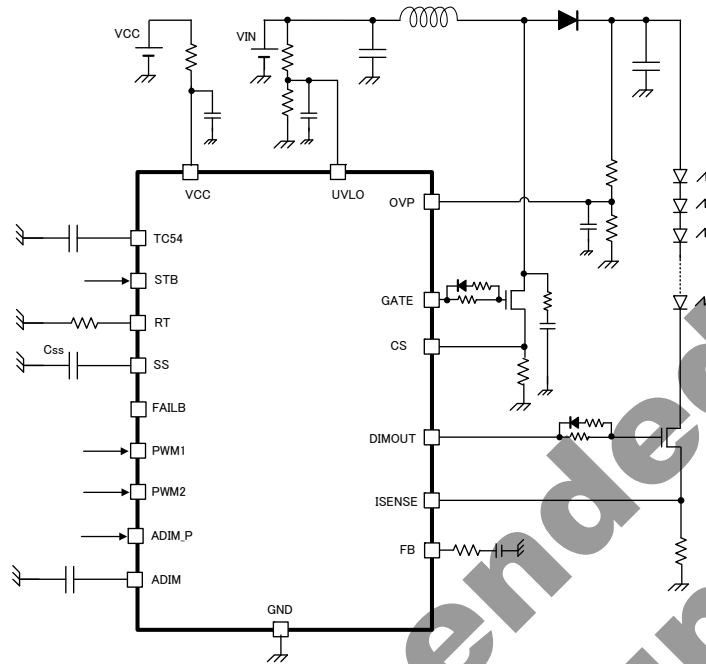 VCC
VIN
VCC
UVLO
OVP
TC54
STB
GATE
RT
CS
Css
SS
FAILB
DIMOUT
PWM1
PWM2
ISENSE
ADIM_P
FB
ADIM
GND